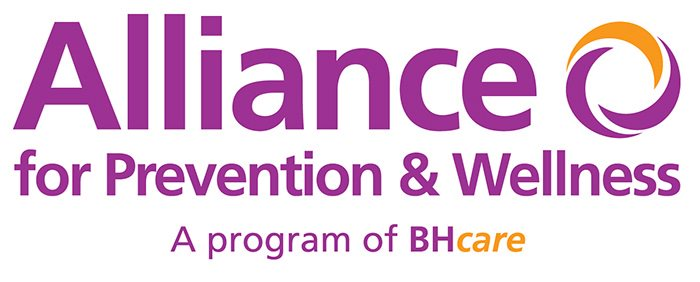 Alliance
for Prevention & Wellness
A program of BHcare